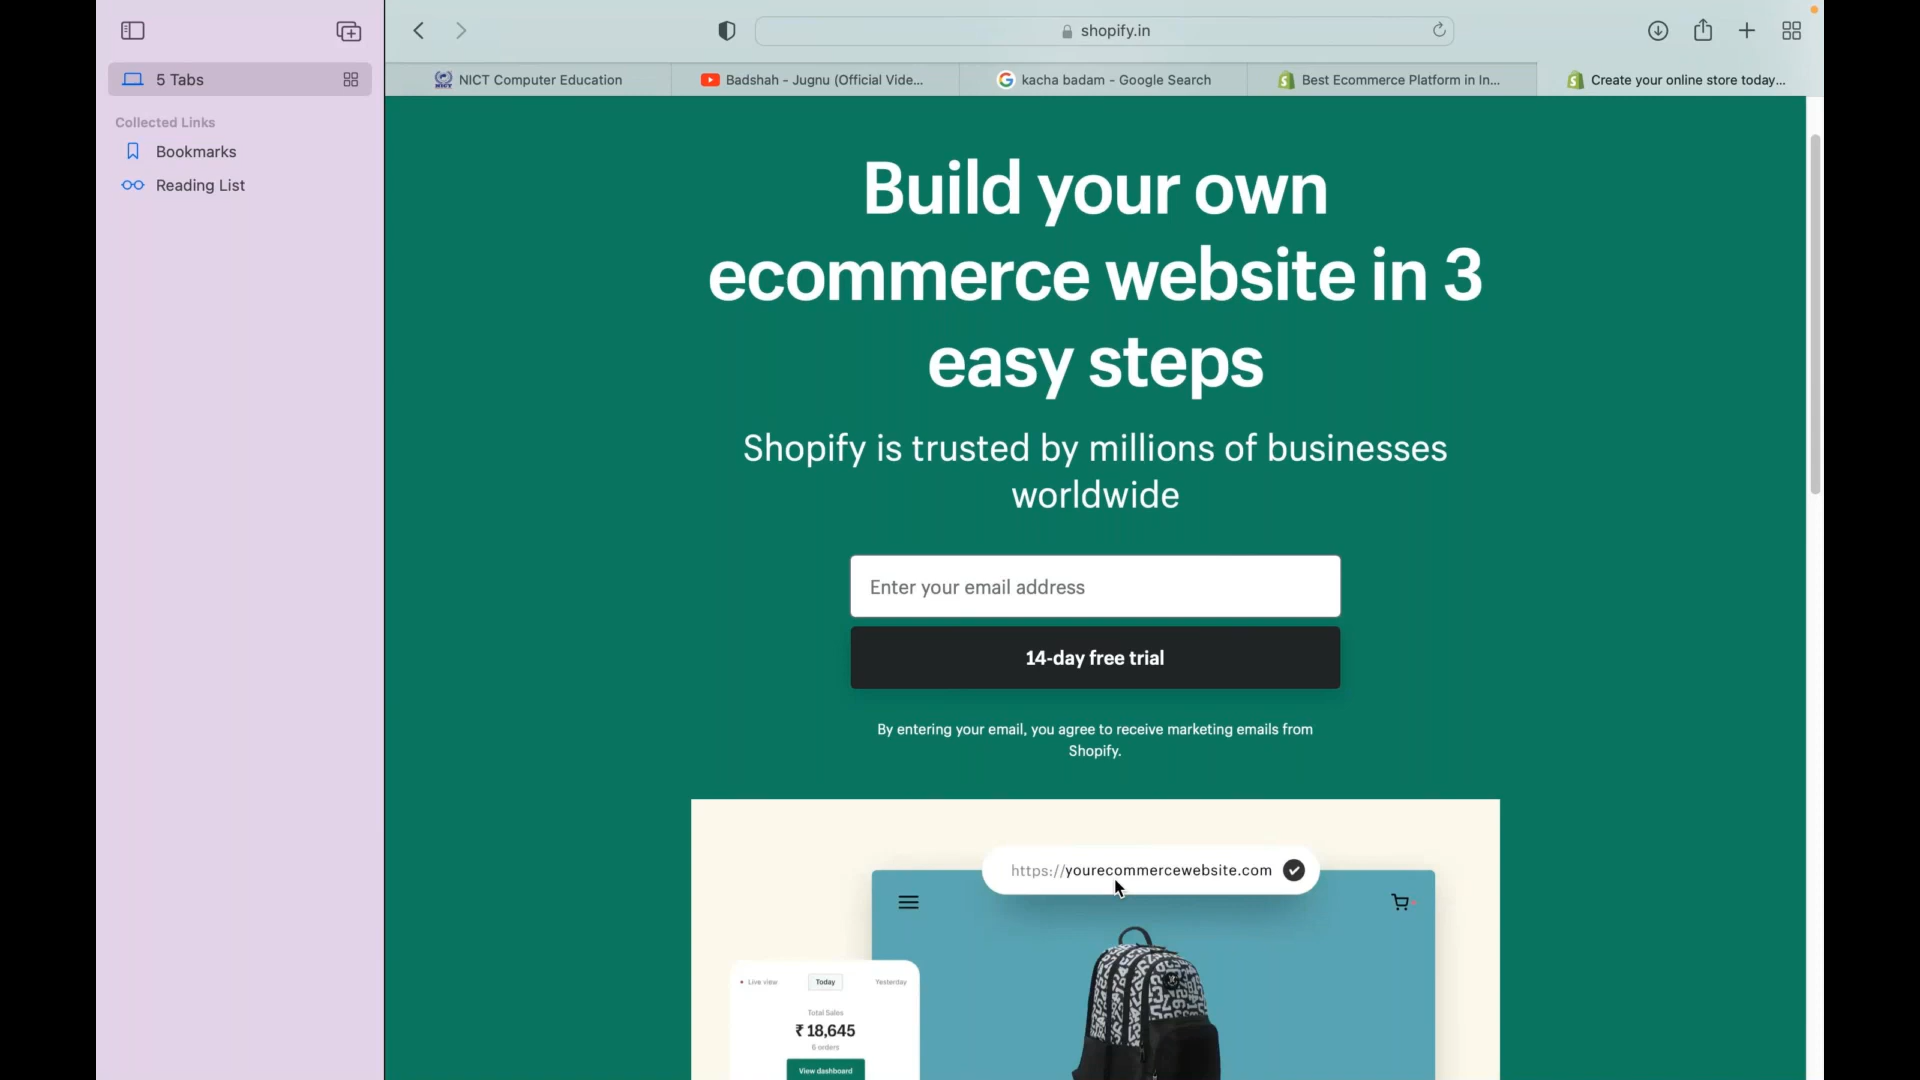 shopify.in
5 Tabs
NICT Computer Education
Badshah - Jugnu (Official Vide...
kacha badam - Google Search
Best Ecommerce Platform in In...
Create your online store today...
Collected Links
Bookmarks
Reading List
Build your own
ecommerce website in 3
easy steps
Shopify is trusted by millions of businesses
worldwide
Enter your email address
14-day free trial
By entering your email, you agree to receive marketing emails from
Shopify.
https://yourecommercewebsite.com
Live view
Today
Yesterday
Total Sales
₹ 18,645
6 orders
View dashboard